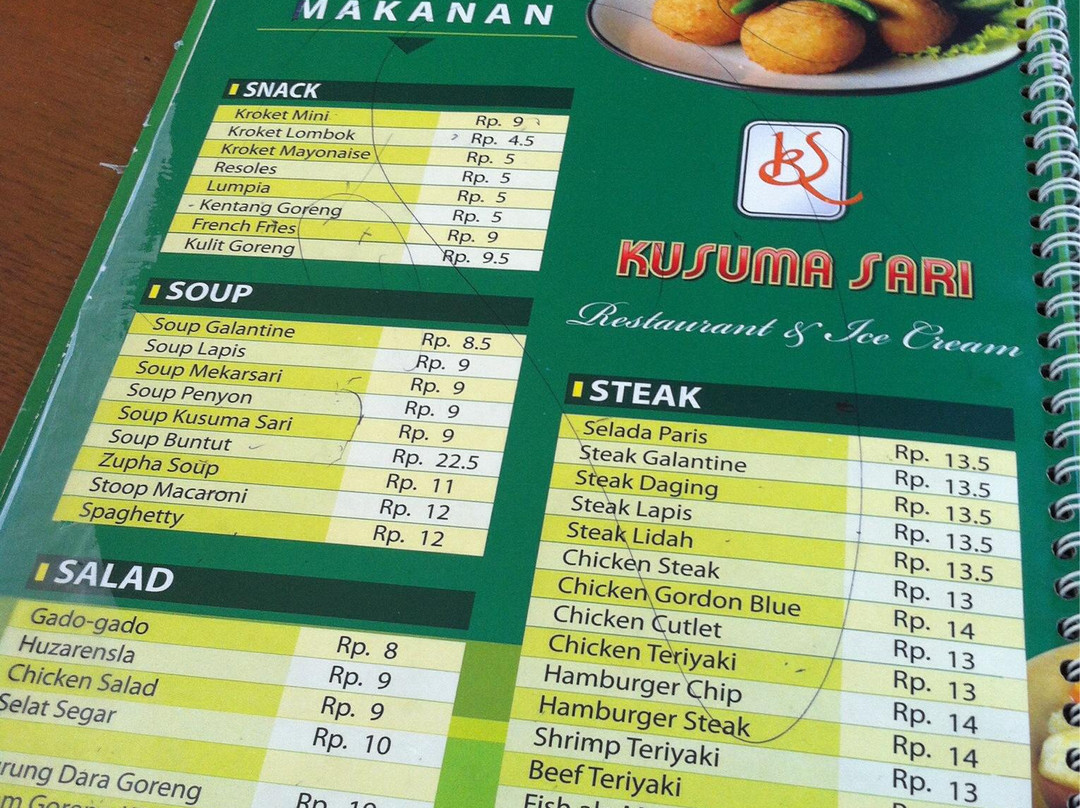 MAKANAN
SNACK
Kroket Mini Rp. 9
Kroket Lombok Rp. 4.5
Kroket Mayonaise Rp. 5
Resoles Rp. 5
Lumpia Rp. 5
Kentang Goreng Rp. 5
French Fries Rp. 9
Kulit Goreng Rp. 9.5
SOUP
Soup Galantine Rp. 8.5
Soup Lapis Rp. 9
Soup Mekarsari Rp. 9
Soup Penyon Rp. 9
Soup Kusuma Sari Rp. 9
Soup Buntut Rp. 22.5
Zupha Soup Rp. 11
Stoop Macaroni Rp. 12
Spaghetty Rp. 12
SALAD
Gado-gado Rp. 8
Huzarensla Rp. 9
Chicken Salad Rp. 9
Selat Segar Rp. 10
Dara Goreng Rp.
KS
KUSUMA SARI
Restaurant & Ice Cream
STEAK
Selada Paris Rp. 13.5
Steak Galantine Rp. 13.5
Steak Daging Rp. 13.5
Steak Lapis Rp. 13.5
Steak Lidah Rp. 13.5
Chicken Steak Rp. 13
Chicken Gordon Blue Rp. 14
Chicken Cutlet Rp. 13
Chicken Teriyaki Rp. 13
Hamburger Chip Rp. 14
Hamburger Steak Rp. 14
Shrimp Teriyaki Rp. 13
Beef Teriyaki